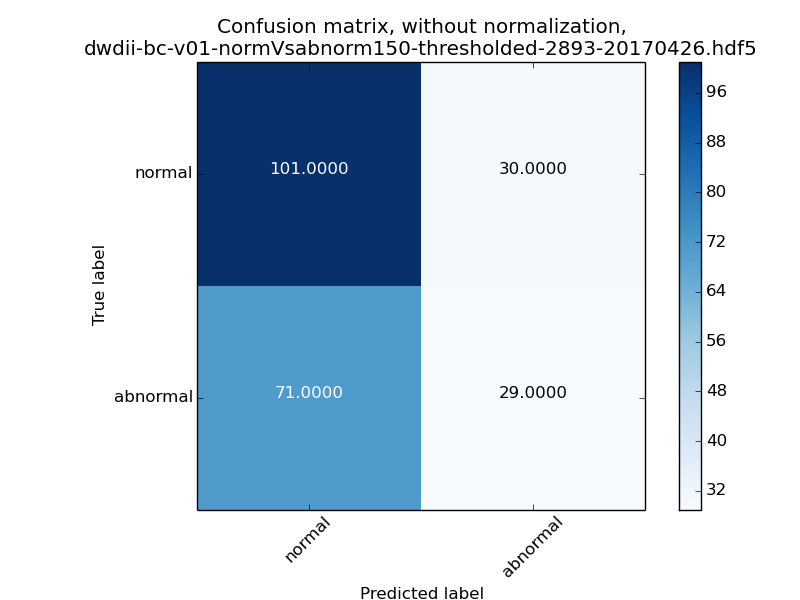 Confusion matrix, without normalization,
dwdii-bc-v01-normVsabnorm150-thresholded-2893-20170426.hdf5
True label
normal
101.0000
30.0000
abnormal
71.0000
29.0000
normal
abnormal
Predicted label
96
88
80
72
64
56
48
40
32